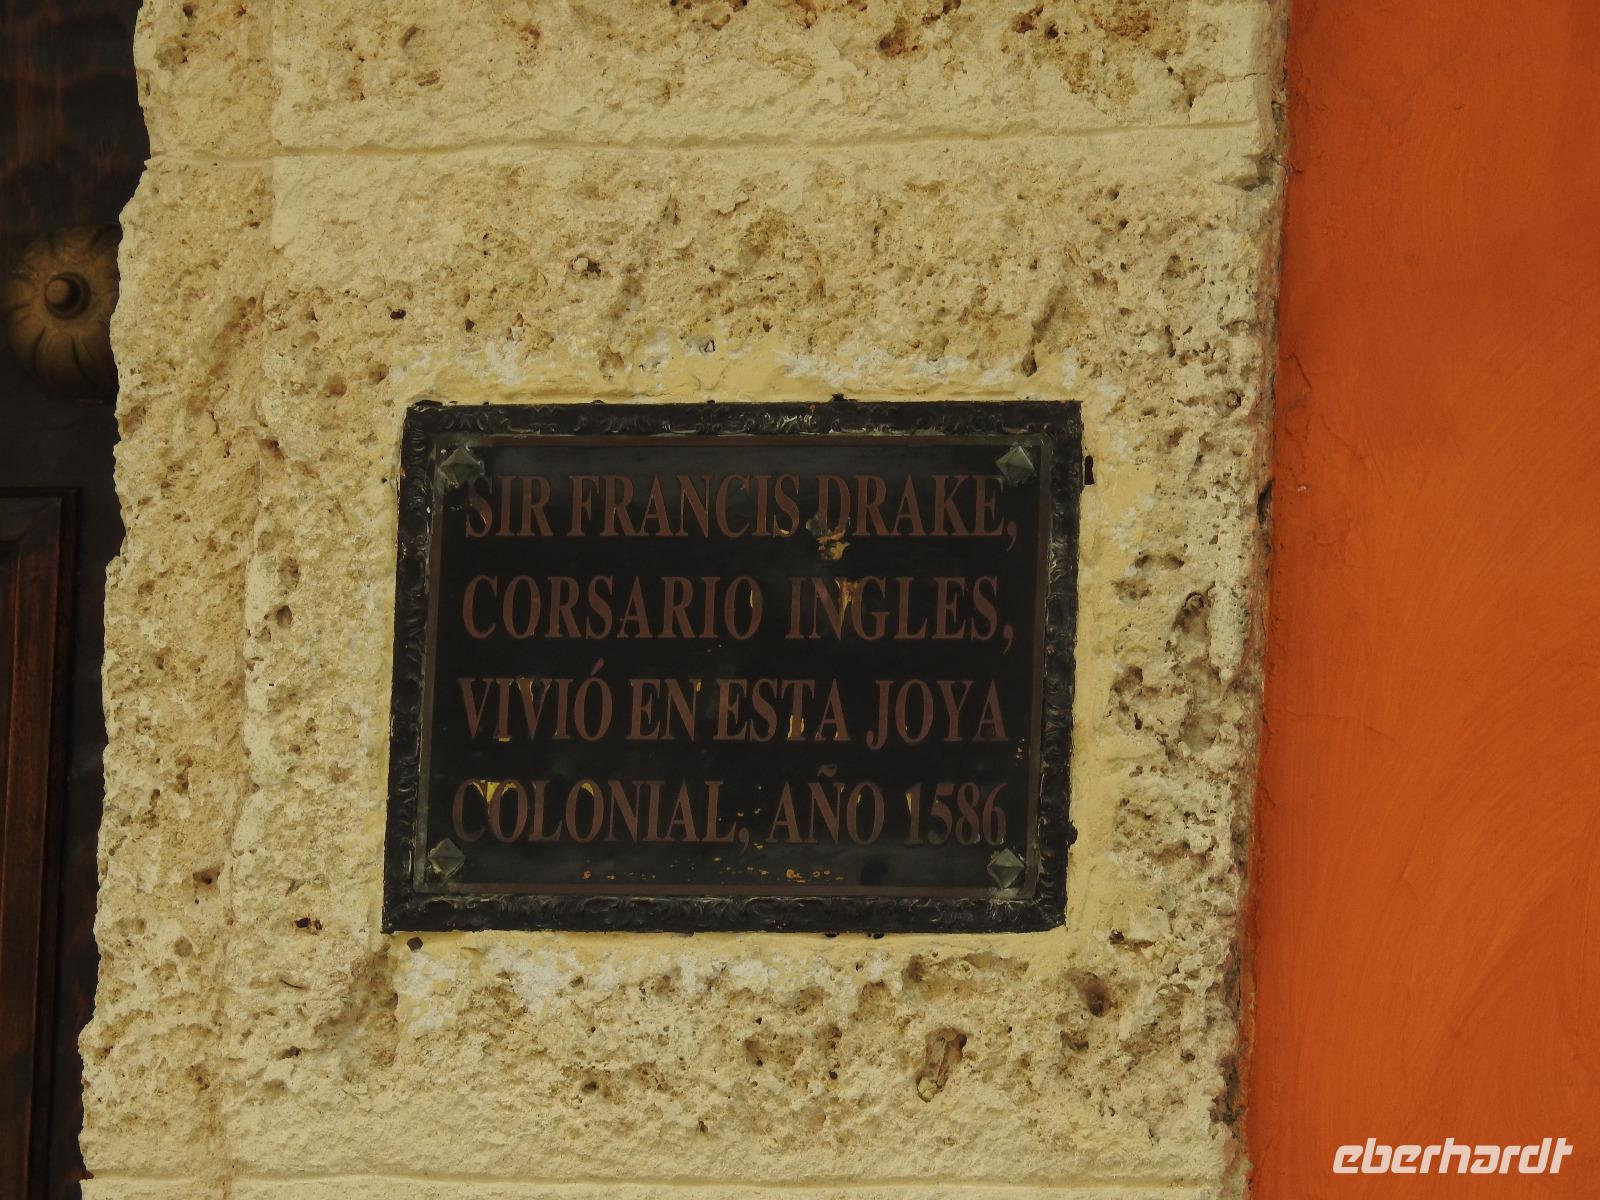 SIR FRANCIS DRAKE,
CORSARIO INGLES,
VIVIÓ EN ESTA JOYA
COLONIAL, AÑO 1586
eberhardt